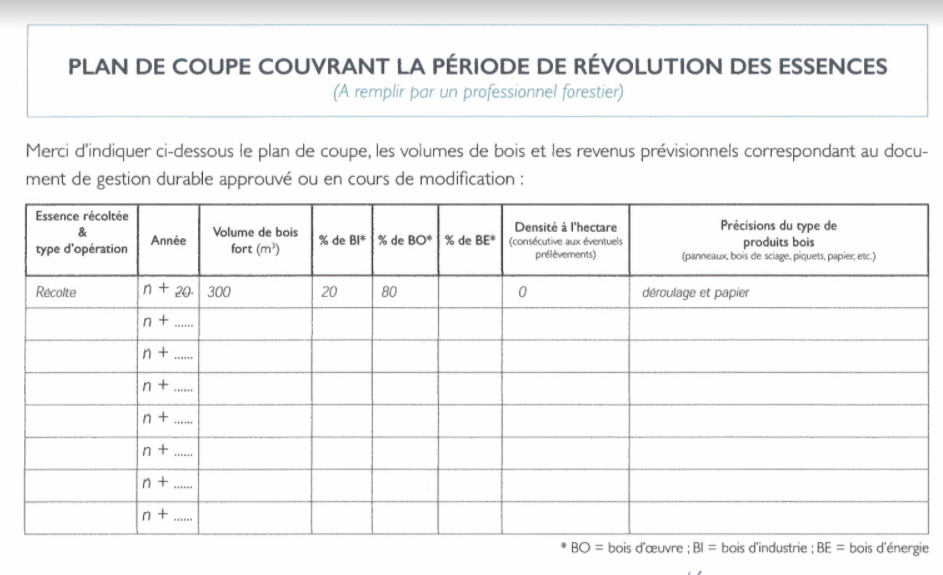 PLAN DE COUPE COUVRANT LA PÉRIODE DE RÉVOLUTION DES ESSENCES
(A remplir par un professionnel forestier)
Merci d'indiquer ci-dessous le plan de coupe, les volumes de bois et les revenus prévisionnels correspondant au docu-
ment de gestion durable approuvé ou en cours de modification :
Essence récoltée
&
type d'opération
Année
Volume de bois
fort (m³)
% de BI*
% de BO*
% de BE*
Densité à l'hectare
(consécutive aux éventuels
prélèvements)
Précisions du type de
produits bois
(panneaux, bois de sciage, piquets, papier, etc.)
Récolte n + 20. 300 20 80 0 déroulage et papier
n + ......
n + ......
n + ......
n + ......
n + ......
n + ......
n + ......
* BO = bois d'œuvre ; BI = bois d'industrie ; BE = bois d'énergie